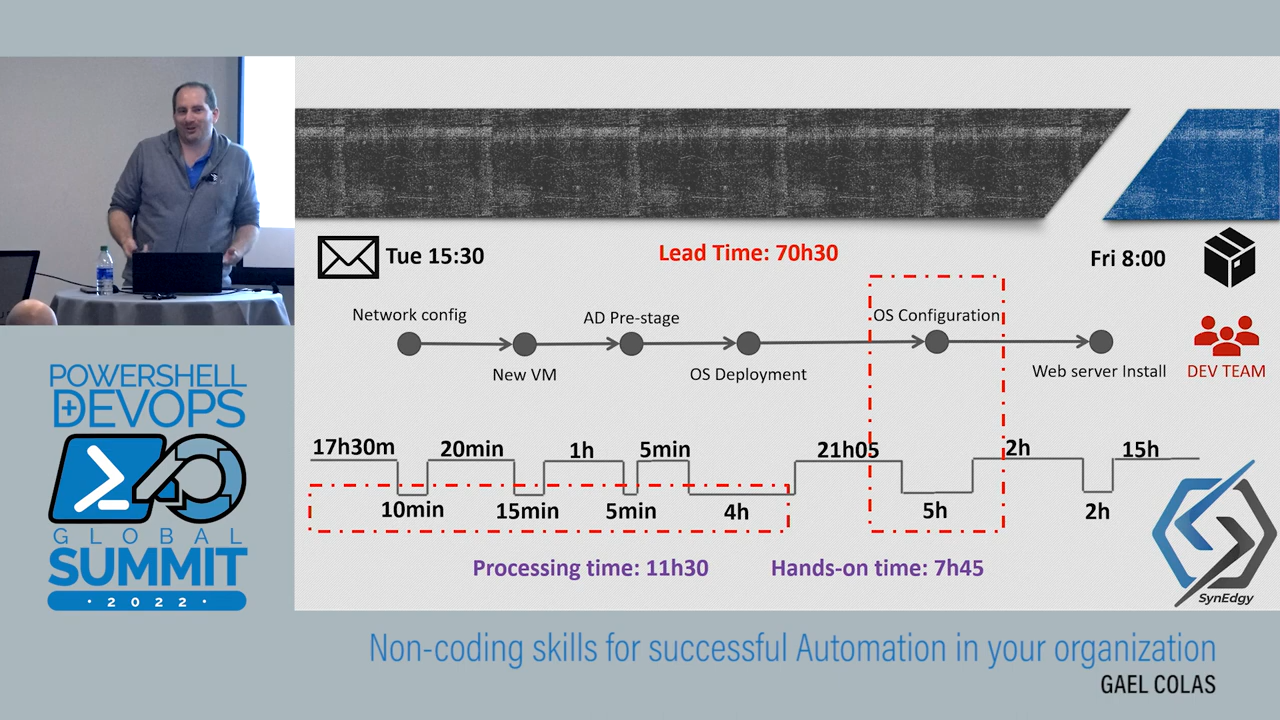 Tue 15:30
Lead Time: 70h30
Fri 8:00
Network config
AD Pre-stage
OS Configuration
New VM
OS Deployment
Web server Install
DEV TEAM
17h30m
20min
1h
5min
21h05
2h
15h
10min
15min
5min
4h
5h
2h
Processing time: 11h30
Hands-on time: 7h45
SynEdgy
POWERSHELL
+DEVOPS
GLOBAL
SUMMIT
· 2022 ·
Non-coding skills for successful Automation in your organization
GAEL COLAS